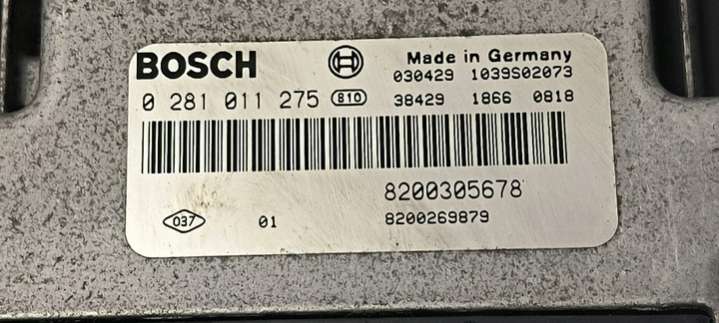 BOSCH Made in Germany
030429 1039S02073
0 281 011 275 810 38429 1866 0818
8200305678
037 01 8200269879